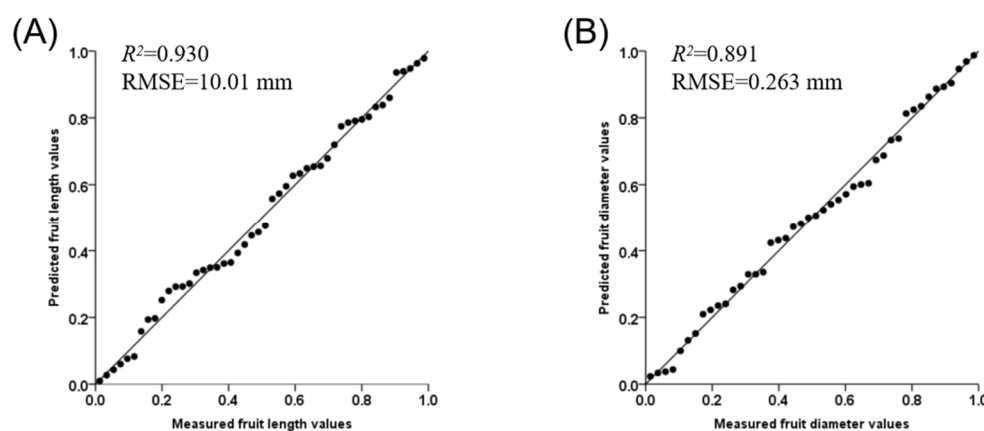 (A)
R²=0.930
RMSE=10.01 mm
1.0
0.8
0.6
0.4
0.2
0.0
Predicted fruit length values
0.0 0.2 0.4 0.6 0.8 1.0
Measured fruit length values
(B)
R²=0.891
RMSE=0.263 mm
1.0
0.8
0.6
0.4
0.2
0.0
Predicted fruit diameter values
0.0 0.2 0.4 0.6 0.8 1.0
Measured fruit diameter values